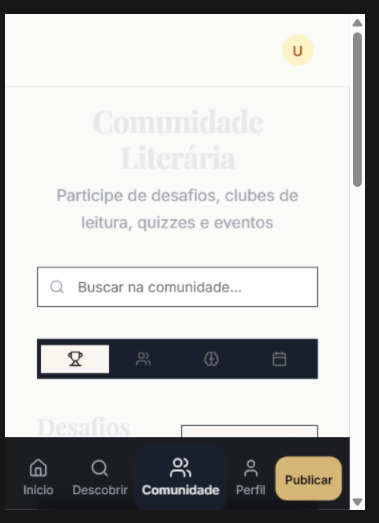 U
Comunidade
Literária
Participe de desafios, clubes de
leitura, quizzes e eventos
Buscar na comunidade...
Desafios
Início
Descobrir
Comunidade
Perfil
Publicar